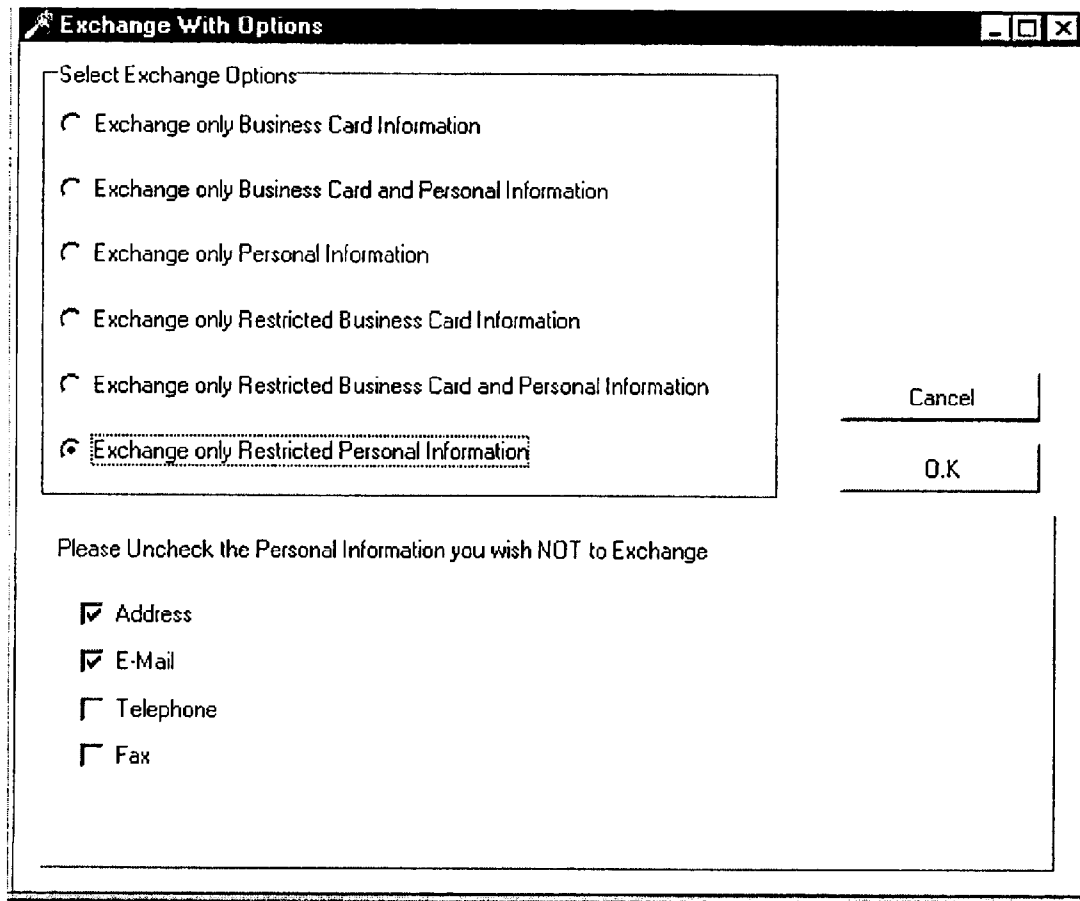 Exchange With Options
Select Exchange Options
Exchange only Business Card Information
Exchange only Business Card and Personal Information
Exchange only Personal Information
Exchange only Restricted Business Card Information
Exchange only Restricted Business Card and Personal Information
Exchange only Restricted Personal Information
Cancel
O.K
Please Uncheck the Personal Information you wish NOT to Exchange
Address
E-Mail
Telephone
Fax